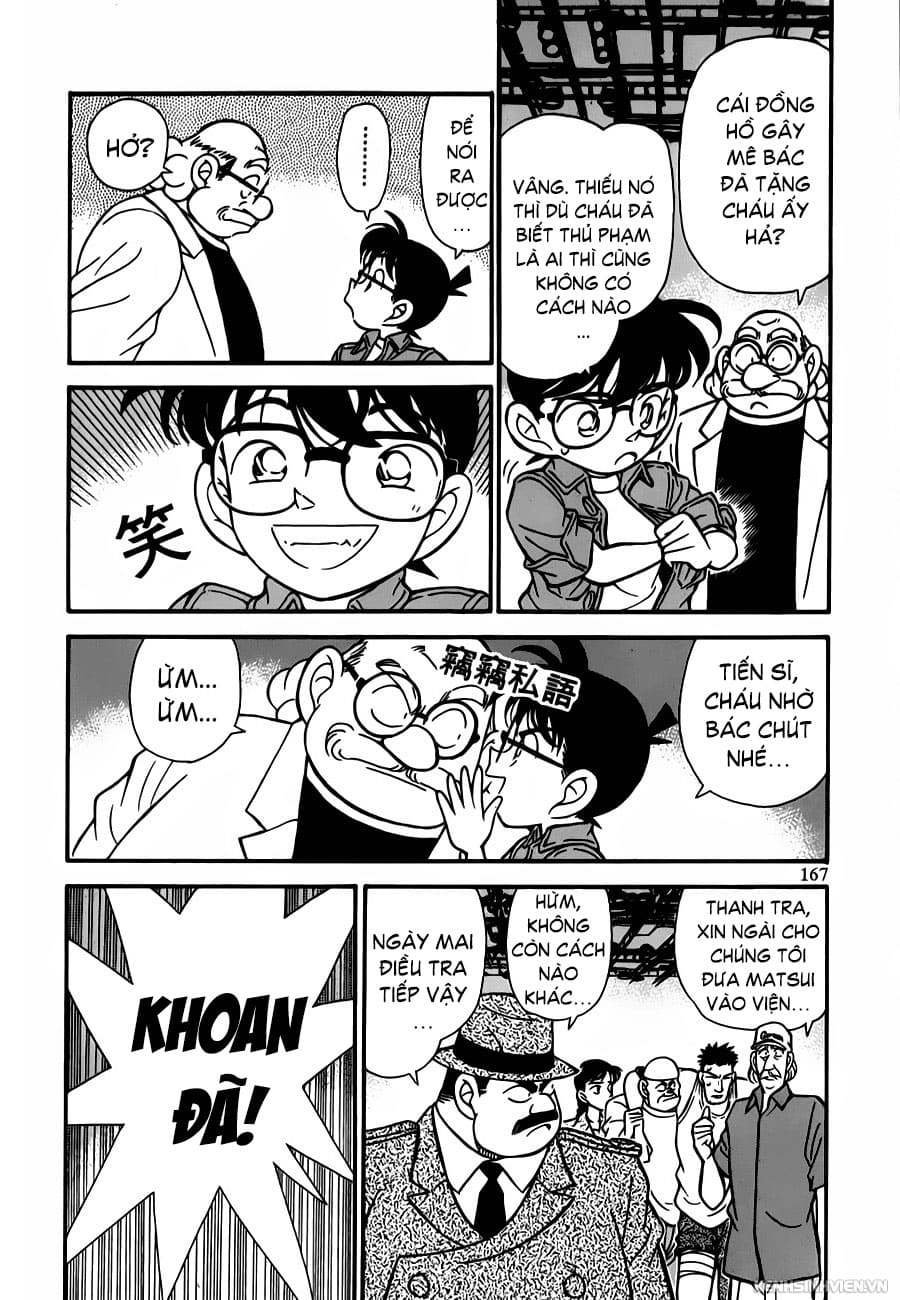 CÁI ĐỒNG
HỒ GÂY
MÊ BÁC
ĐÃ TẶNG
CHÁU ẤY
HẢ?
VÂNG. THIẾU NÓ
THÌ DÙ CHÁU ĐÃ
BIẾT THỦ PHẠM
LÀ AI THÌ CŨNG
KHÔNG CÓ
CÁCH NÀO
...
ĐỂ
NÓI
RA
ĐƯỢC
...
........
HỞ?
笑
TIẾN SĨ,
CHÁU NHỜ
BÁC CHÚT
NHÉ...
竊竊私語
ỪM...
ỪM...
167
THANH TRA,
XIN NGÀI CHO
CHÚNG TÔI
ĐƯA MATSUI
VÀO VIỆN...
HỪM,
KHÔNG
CÒN CÁCH
NÀO
KHÁC...
NGÀY MAI
ĐIỀU TRA
TIẾP VẬY
...
KHOAN
ĐÃ!
KENHSINHVIEN.VN